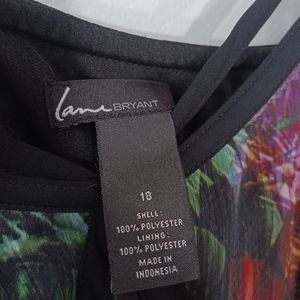 Lane BRYANT
18
SHELL:
100% POLYESTER
LINING:
100% POLYESTER
MADE IN
INDONESIA